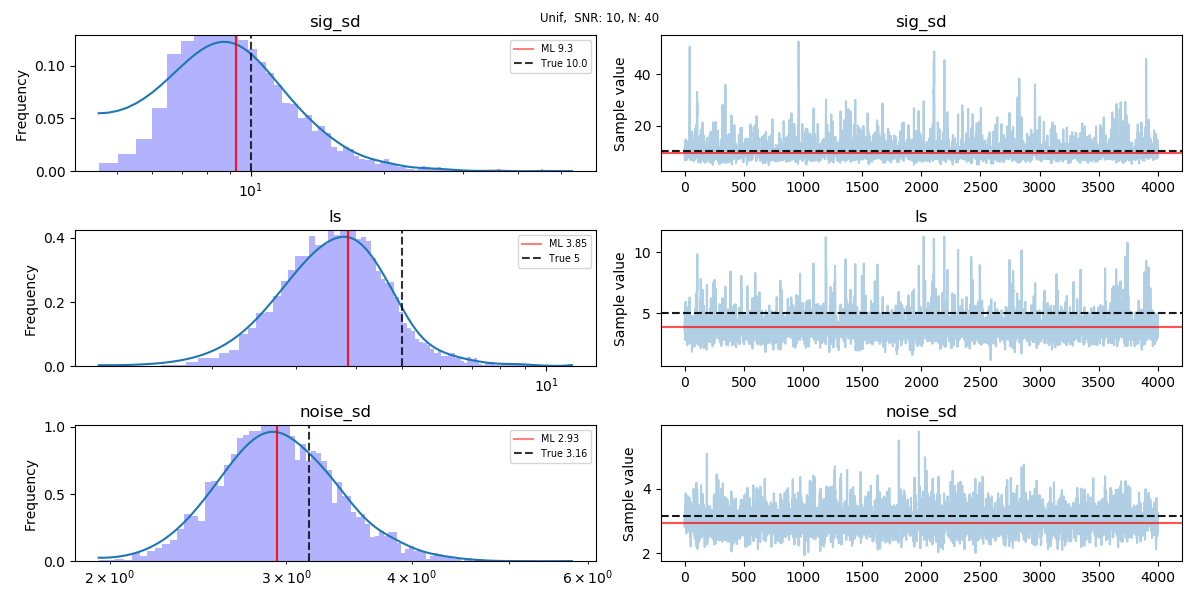 Unif,  SNR: 10, N: 40
sig_sd
Frequency
0.10
0.05
0.00
10¹
ML 9.3
True 10.0
sig_sd
Sample value
40
20
0 500 1000 1500 2000 2500 3000 3500 4000
ls
Frequency
0.4
0.2
0.0
10¹
ML 3.85
True 5
ls
Sample value
10
5
0 500 1000 1500 2000 2500 3000 3500 4000
noise_sd
Frequency
1.0
0.5
0.0
2 × 10⁰ 3 × 10⁰ 4 × 10⁰ 6 × 10⁰
ML 2.93
True 3.16
noise_sd
Sample value
4
2
0 500 1000 1500 2000 2500 3000 3500 4000